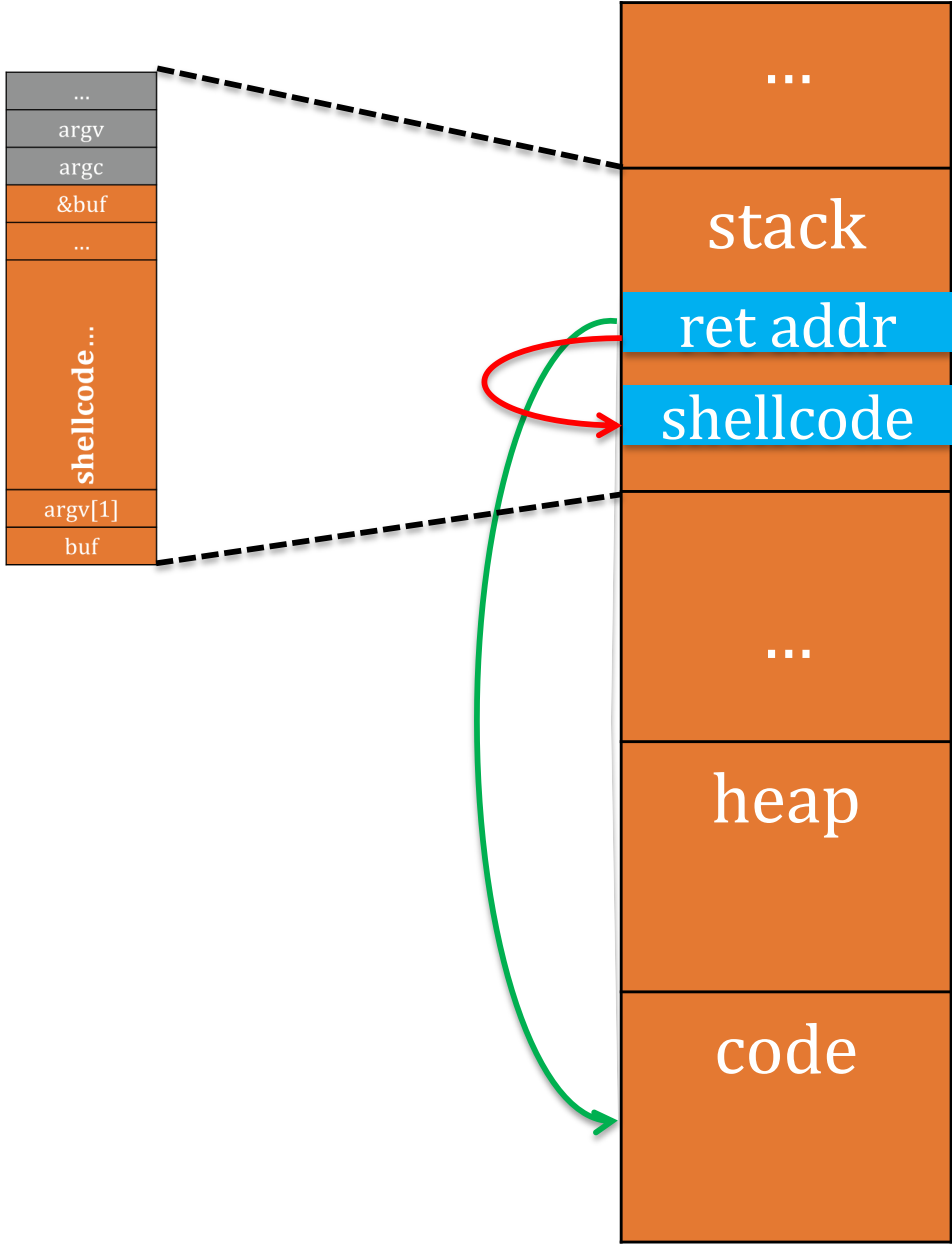 ...
argv
argc
&buf
...
shellcode...
argv[1]
buf
...
stack
ret addr
shellcode
...
heap
code